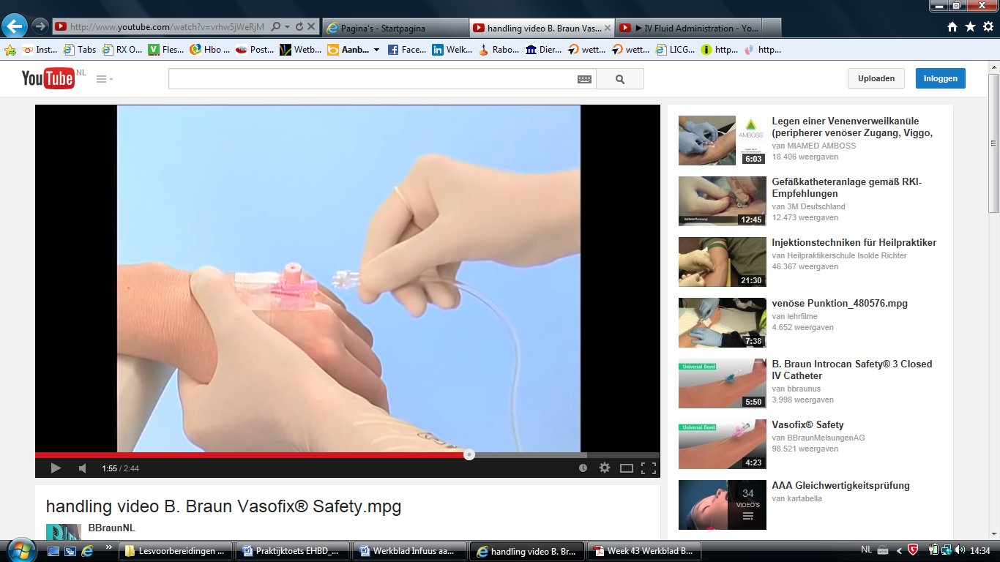 http://www.youtube.com/watch?v=vrhw5jWeRjM
Pagina's - Startpagina
handling video B. Braun Vas...
► IV Fluid Administration - Yo...
Inst...
Tabs
RX O...
Fles...
Hbo ...
Post...
Wetb...
Aanb...
Face...
Welk...
Rabo...
Dier...
wett...
wett...
LICG...
http...
http...
YouTube NL
Uploaden
Inloggen
Legen einer Venenverweilkanüle
(peripherer venöser Zugang, Viggo,
van MIAMED AMBOSS
18.406 weergaven
AMBOSS
6:03
Gefäßkatheteranlage gemäß RKI-
Empfehlungen
van 3M Deutschland
12.473 weergaven
12:45
Injektionstechniken für Heilpraktiker
van Heilpraktikerschule Isolde Richter
46.367 weergaven
21:30
venöse Punktion_480576.mpg
van lehrfilme
4.652 weergaven
7:38
B. Braun Introcan Safety® 3 Closed
IV Catheter
van bbraunus
3.998 weergaven
Universal Bevel
5:50
Vasofix® Safety
van BBraunMelsungenAG
98.521 weergaven
Universal Bevel
4:23
AAA Gleichwertigkeitsprüfung
van kartabella
34
VIDEO'S
1:55 / 2:44
handling video B. Braun Vasofix® Safety.mpg
BBraunNL
Lesvoorbereidingen ...
Praktijktoets EHBD_...
Werkblad Infuus aa...
handling video B. Br...
Week 43 Werkblad B...
NL
14:34